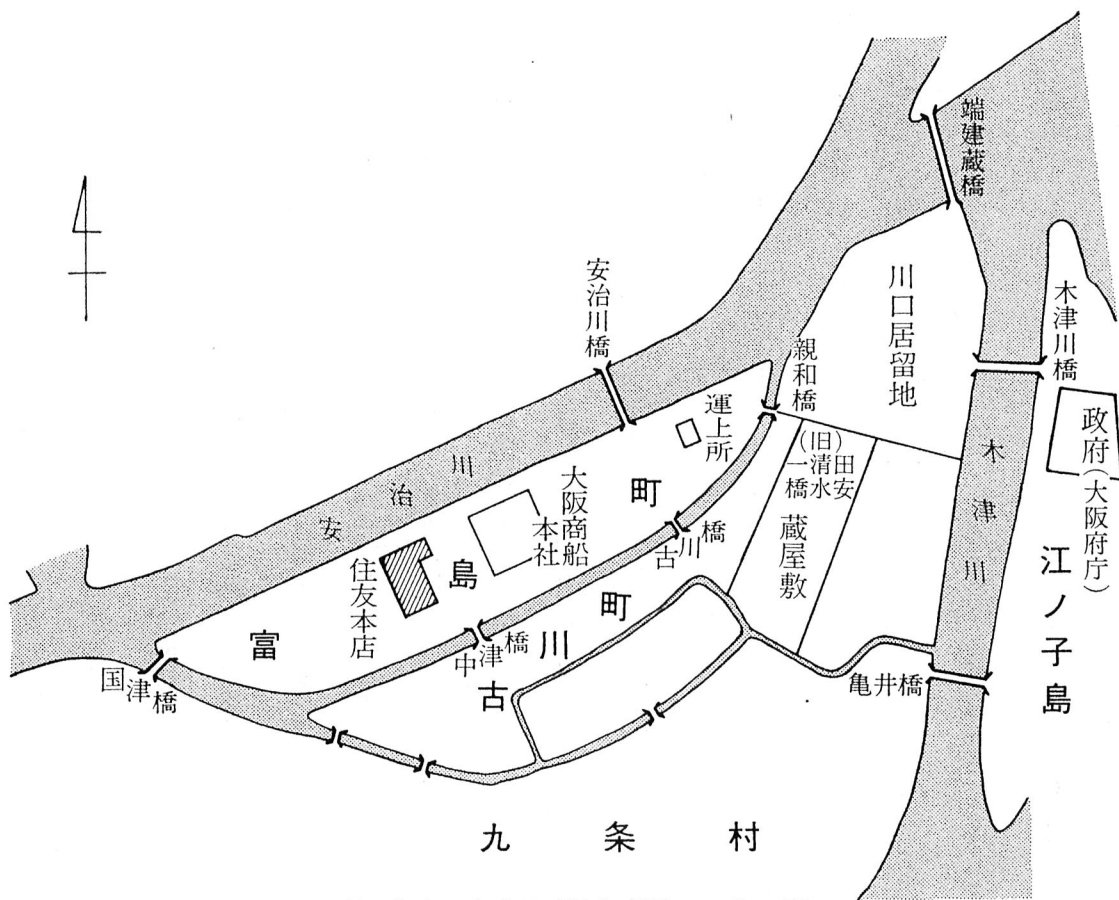 端建蔵橋
川口居留地
木津川橋
安治川橋
親和橋
運上所
政府(大阪府庁)
(旧)
田安
清水
一橋
蔵屋敷
木津川
安治川
大阪商船
本社
住友本店
富島町
古川橋
中津橋
国津橋
古川町
亀井橋
江ノ子島
九条村